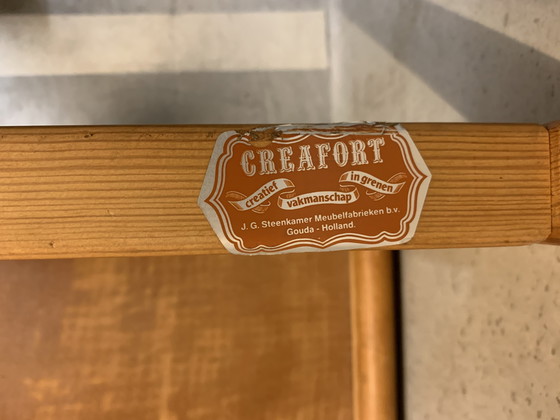 CREAFORT
creatief vakmanschap in grenen
J. G. Steenkamer Meubelfabrieken b.v.
Gouda - Holland.